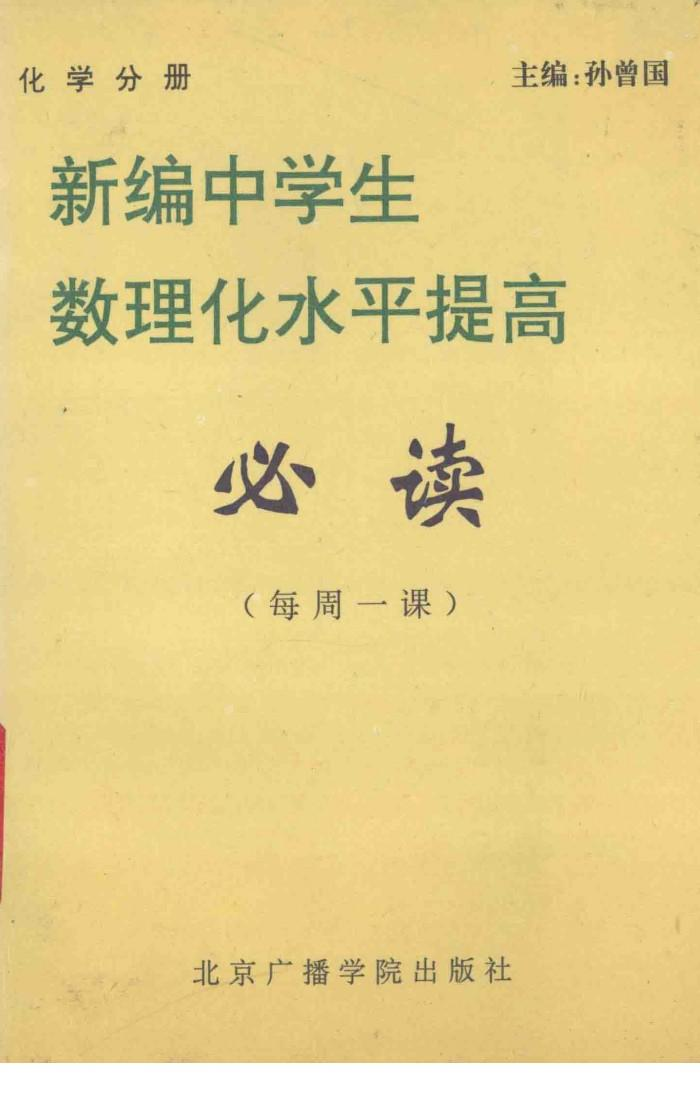 化学分册
主编:孙曾国
新编中学生
数理化水平提高
必读
(每周一课)
北京广播学院出版社